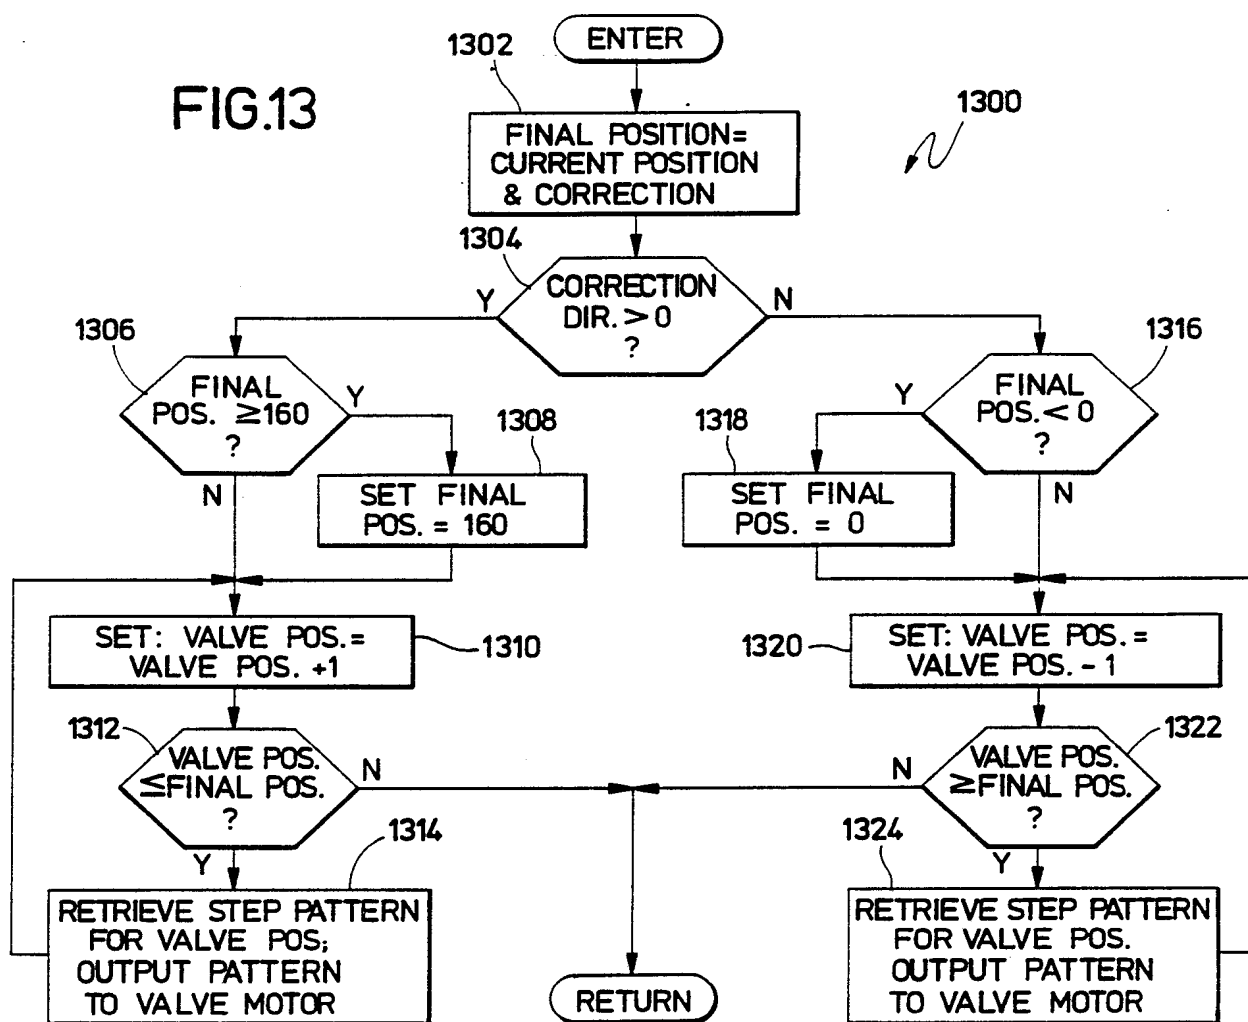 ENTER
1302
FIG.13
1300
FINAL POSITION=
CURRENT POSITION
& CORRECTION
1304
CORRECTION
DIR. > 0
?
Y
N
1306
FINAL
POS. ≥160
?
Y
N
1308
SET FINAL
POS. = 160
1316
FINAL
POS. < 0
?
Y
N
1318
SET FINAL
POS. = 0
SET: VALVE POS.=
VALVE POS. +1
1310
1320
SET: VALVE POS. =
VALVE POS. - 1
1312
VALVE POS.
≤FINAL POS.
?
N
Y
1322
VALVE POS.
≥FINAL POS.
?
N
Y
1314
RETRIEVE STEP PATTERN
FOR VALVE POS;
OUTPUT PATTERN
TO VALVE MOTOR
RETURN
1324
RETRIEVE STEP PATTERN
FOR VALVE POS.
OUTPUT PATTERN
TO VALVE MOTOR